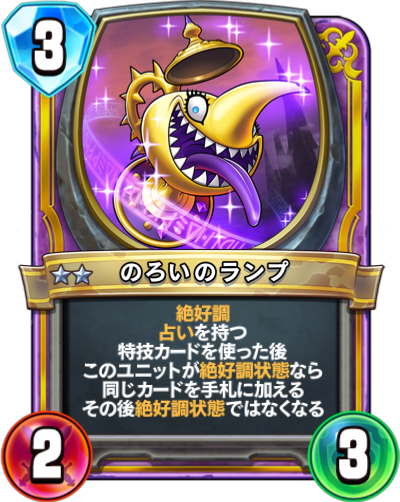 3
のろいのランプ
絶好調
占いを持つ
特技カードを使った後
このユニットが絶好調状態なら
同じカードを手札に加える
その後絶好調状態ではなくなる
2
3